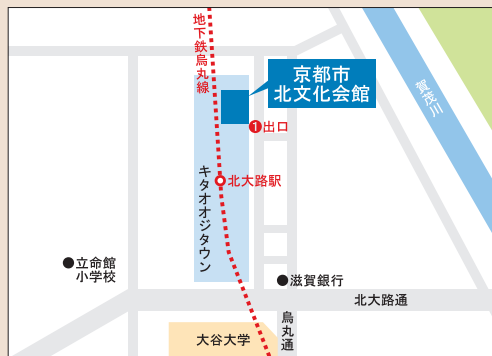 地下鉄烏丸線
京都市
北文化会館
賀茂川
1出口
北大路駅
キタオオジタウン
立命館
小学校
滋賀銀行
北大路通
烏丸通
大谷大学